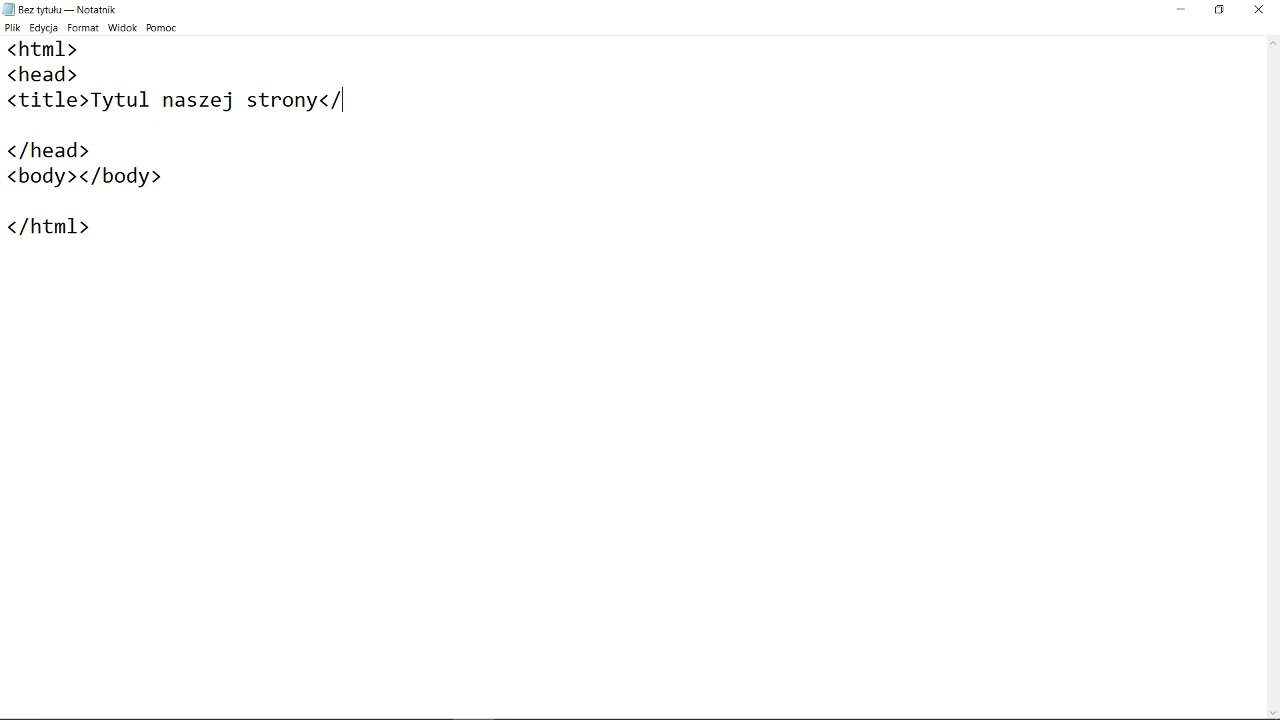 Bez tytułu — Notatnik
Plik Edycja Format Widok Pomoc
<html>
<head>
<title>Tytul naszej strony</
</head>
<body></body>
</html>